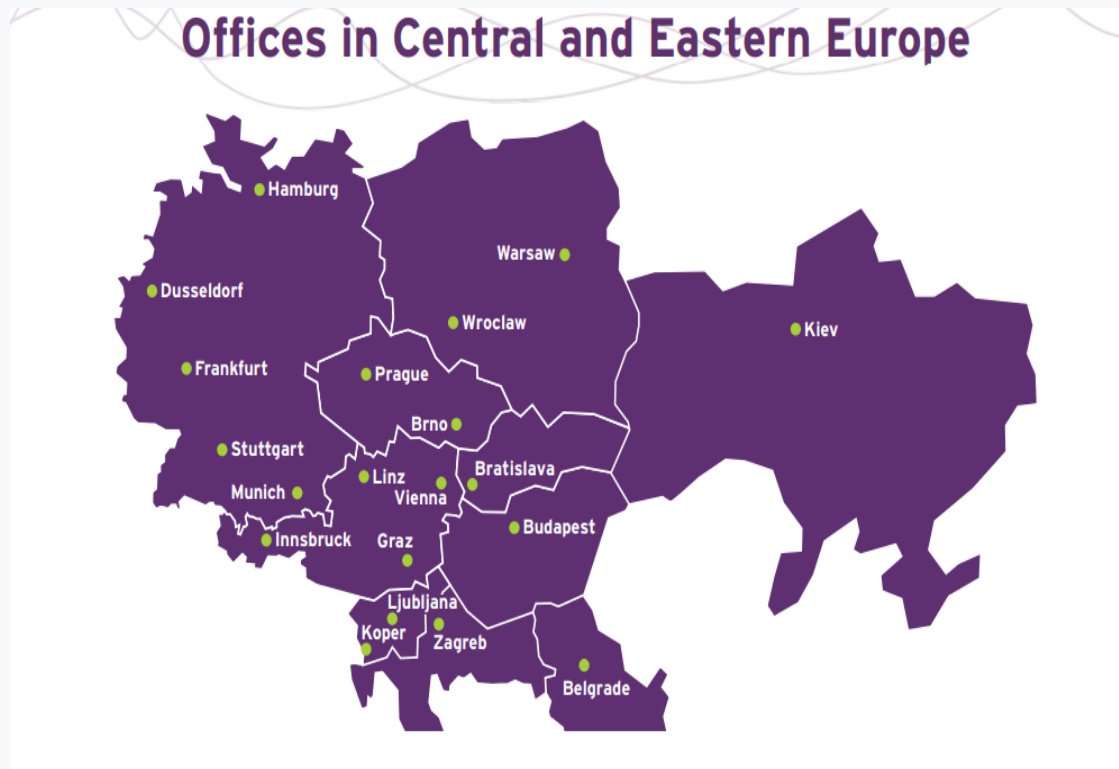 Offices in Central and Eastern Europe
Hamburg
Warsaw
Dusseldorf
Wroclaw
Kiev
Frankfurt
Prague
Brno
Stuttgart
Bratislava
Linz
Vienna
Munich
Budapest
Innsbruck
Graz
Ljubljana
Koper
Zagreb
Belgrade